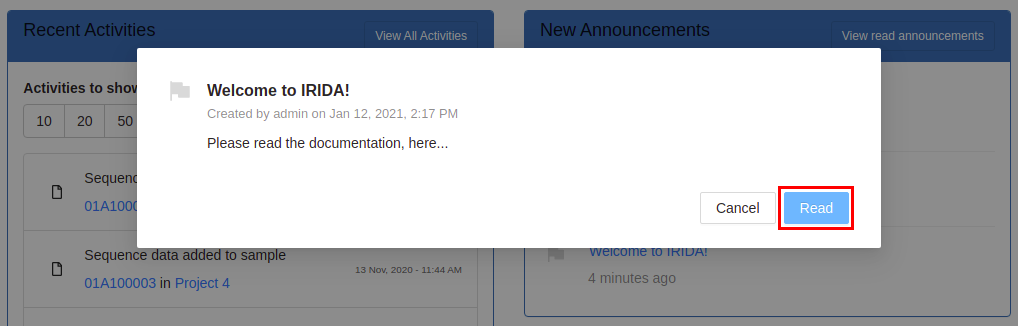 Recent Activities
View All Activities
New Announcements
View read announcements
Activities to show
10 20 50
Welcome to IRIDA!
Created by admin on Jan 12, 2021, 2:17 PM
Please read the documentation, here...
Cancel
Read
Sequence
01A1000
Sequence data added to sample
01A100003 in Project 4
13 Nov, 2020 - 11:44 AM
Welcome to IRIDA!
4 minutes ago